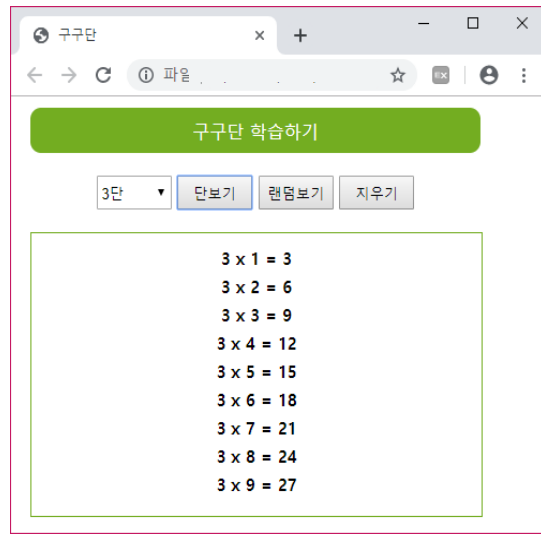 구구단
파일
구구단 학습하기
3단 단보기 랜덤보기 지우기
3 x 1 = 3
3 x 2 = 6
3 x 3 = 9
3 x 4 = 12
3 x 5 = 15
3 x 6 = 18
3 x 7 = 21
3 x 8 = 24
3 x 9 = 27